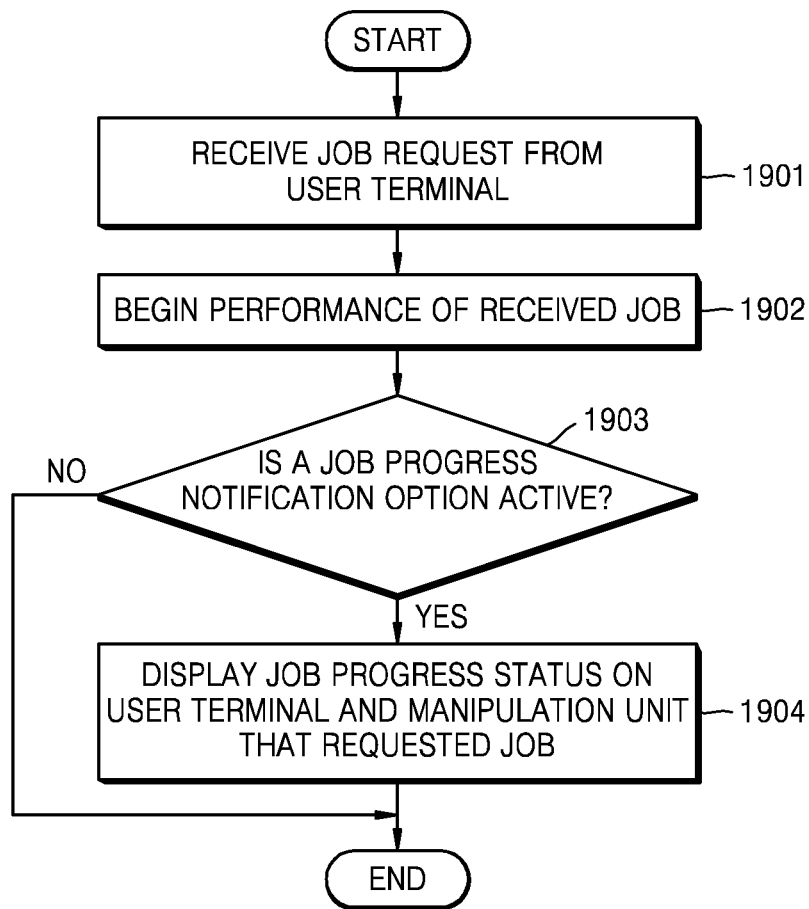 START
RECEIVE JOB REQUEST FROM
USER TERMINAL
1901
BEGIN PERFORMANCE OF RECEIVED JOB
1902
1903
IS A JOB PROGRESS
NOTIFICATION OPTION ACTIVE?
NO
YES
DISPLAY JOB PROGRESS STATUS ON
USER TERMINAL AND MANIPULATION UNIT
THAT REQUESTED JOB
1904
END